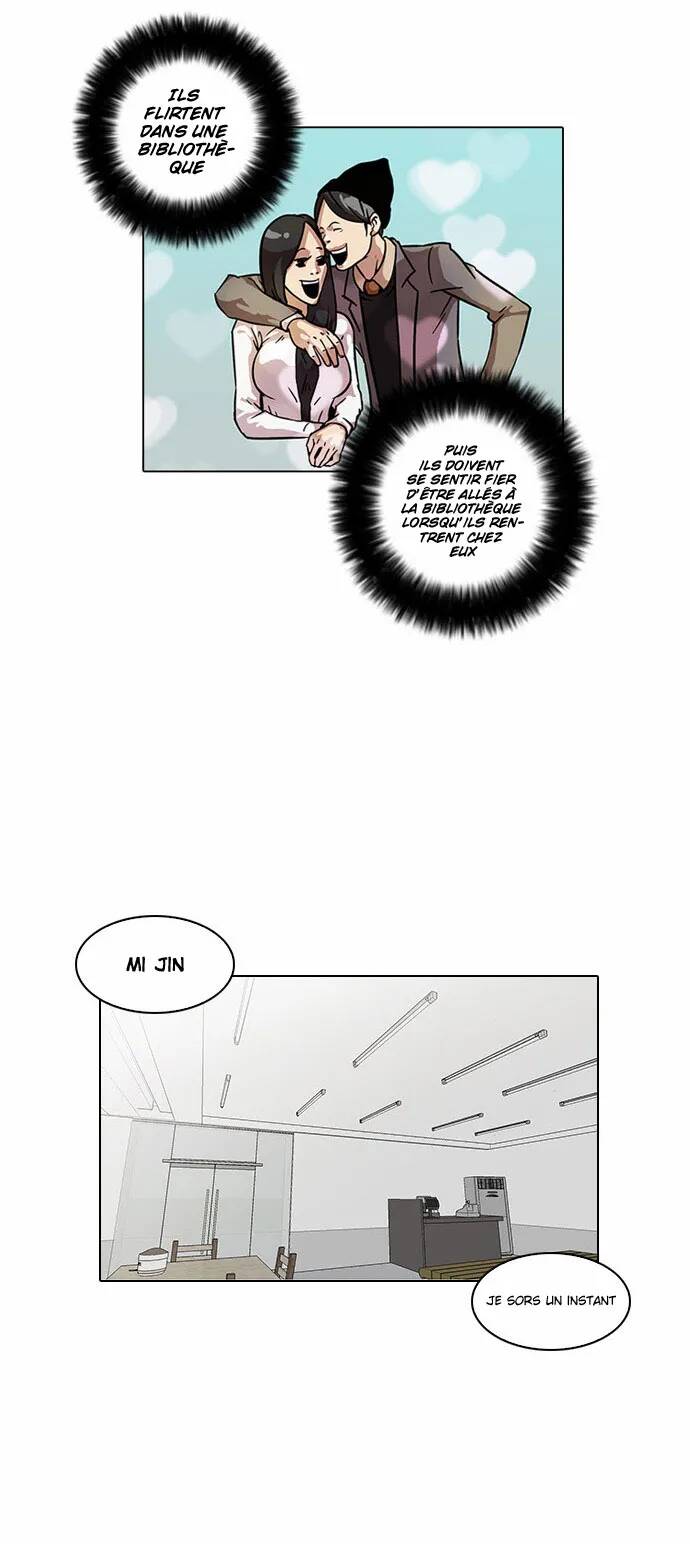 ILS
FLIRTENT
DANS UNE
BIBLIOTHÈ-
QUE
PUIS
ILS DOIVENT
SE SENTIR FIER
D'ÊTRE ALLÉS À
LA BIBLIOTHÈQUE
LORSQU'ILS REN-
TRENT CHEZ
EUX
MI JIN
JE SORS UN INSTANT